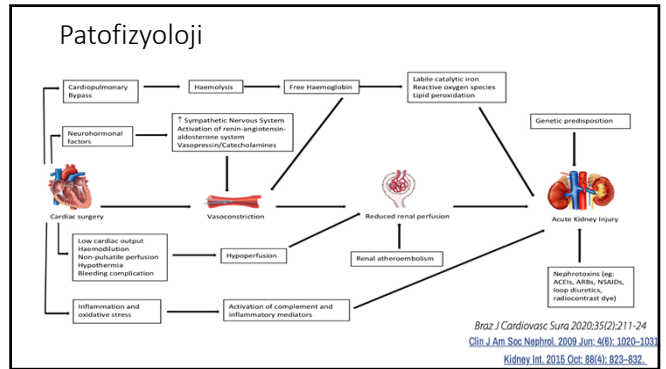 Patofizyoloji
Cardiopulmonary
Bypass
Haemolysis
Free Haemoglobin
Labile catalytic iron
Reactive oxygen species
Lipid peroxidation
Neurohormonal
factors
↑ Sympathetic Nervous System
Activation of renin-angiotensin-
aldosterone system
Vasopressin/Catecholamines
Genetic predisposition
Cardiac surgery
Vasoconstriction
Reduced renal perfusion
Acute Kidney Injury
Low cardiac output
Haemodilution
Non-pulsatile perfusion
Hypothermia
Bleeding complication
Hypoperfusion
Renal atheroembolism
Nephrotoxins (eg:
ACEIs, ARBs, NSAIDs,
loop diuretics,
radiocontrast dye)
Inflammation and
oxidative stress
Activation of complement and
inflammatory mediators
Braz J Cardiovasc Sura 2020;35(2):211-24
Clin J Am Soc Nephrol. 2009 Jun; 4(6): 1020–1031
Kidney Int. 2015 Oct; 88(4): 823–832.